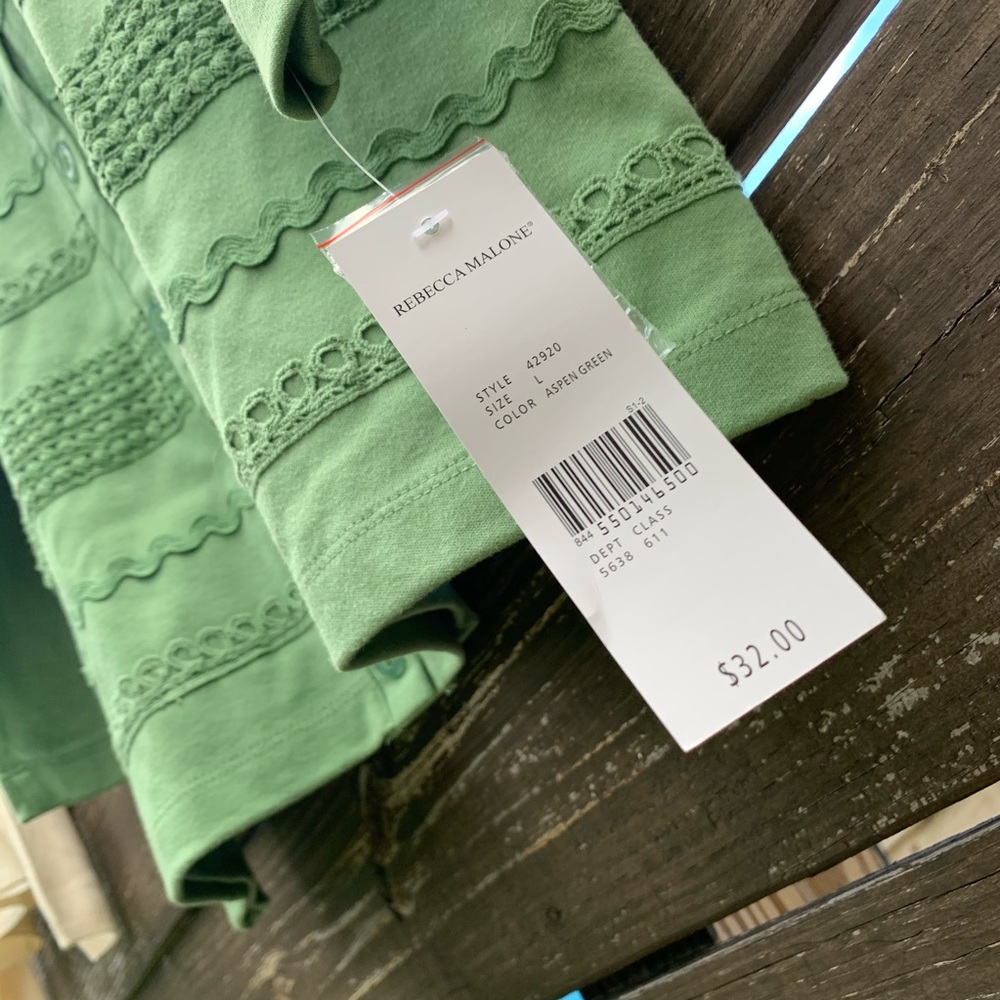 REBECCA MALONE®
STYLE 42920
SIZE L
COLOR ASPEN GREEN
S1-2
844 550146500
DEPT CLASS
5638 611
$32.00